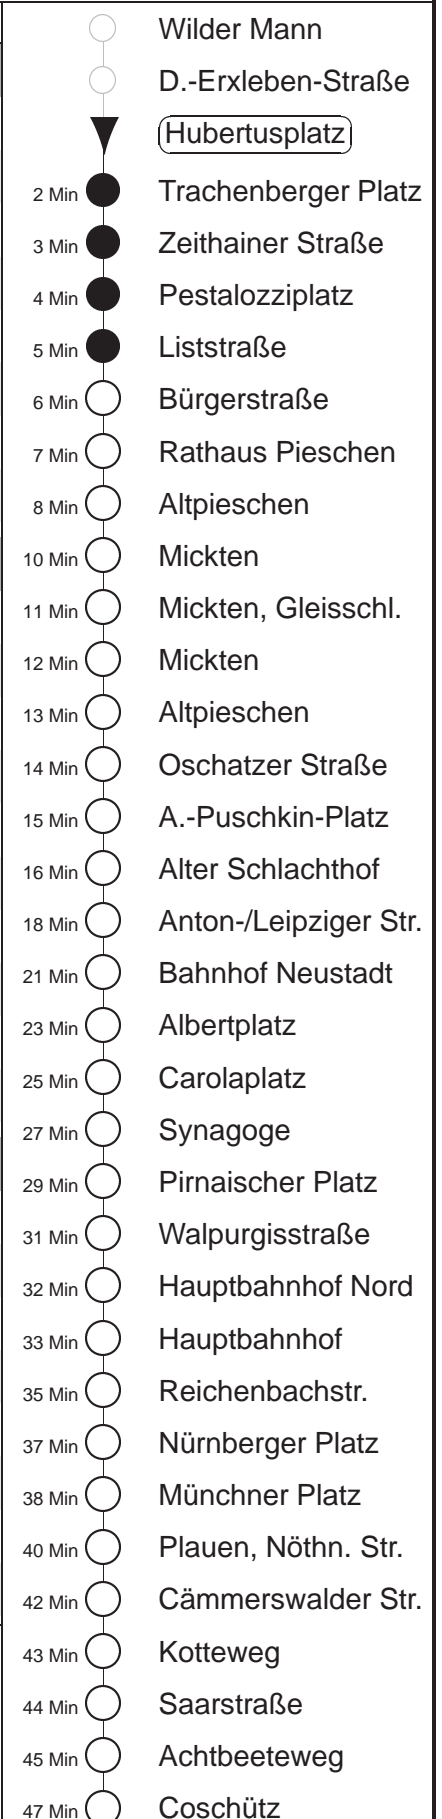 Wilder Mann
D.-Erxleben-Straße
Hubertusplatz
2 Min Trachenberger Platz
3 Min Zeithainer Straße
4 Min Pestalozziplatz
5 Min Liststraße
6 Min Bürgerstraße
7 Min Rathaus Pieschen
8 Min Altpieschen
10 Min Mickten
11 Min Mickten, Gleisschl.
12 Min Mickten
13 Min Altpieschen
14 Min Oschatzer Straße
15 Min A.-Puschkin-Platz
16 Min Alter Schlachthof
18 Min Anton-/Leipziger Str.
21 Min Bahnhof Neustadt
23 Min Albertplatz
25 Min Carolaplatz
27 Min Synagoge
29 Min Pirnaischer Platz
31 Min Walpurgisstraße
32 Min Hauptbahnhof Nord
33 Min Hauptbahnhof
35 Min Reichenbachstr.
37 Min Nürnberger Platz
38 Min Münchner Platz
40 Min Plauen, Nöthn. Str.
42 Min Cämmerswalder Str.
43 Min Kotteweg
44 Min Saarstraße
45 Min Achtbeeteweg
47 Min Coschütz